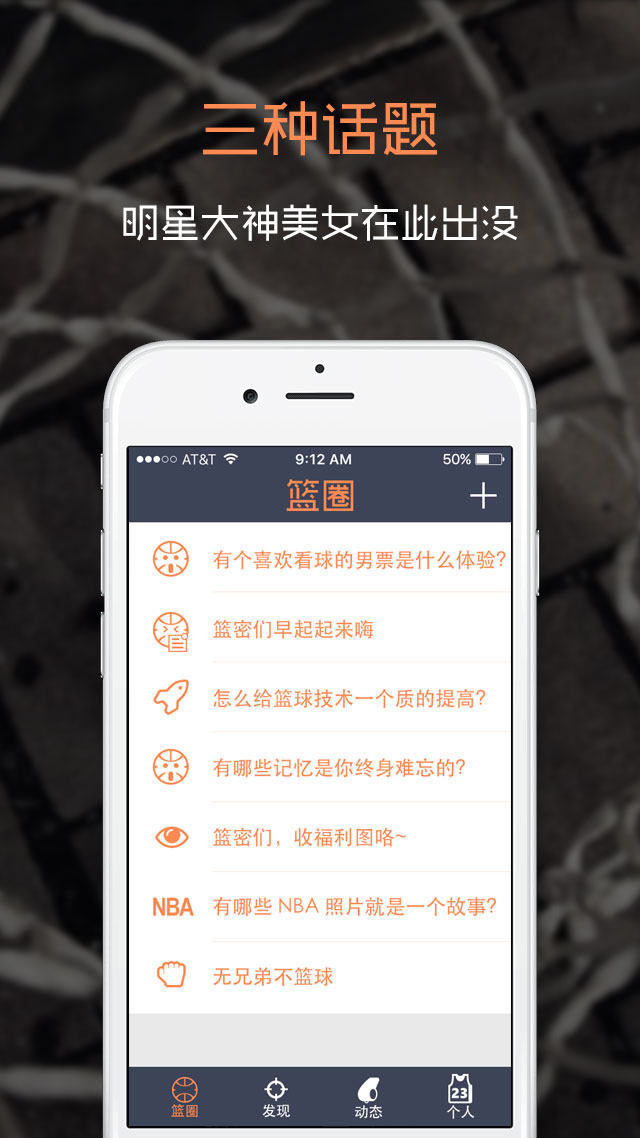 三种话题
明星大神美女在此出没
AT&T 9:12 AM 50%
篮圈
有个喜欢看球的男票是什么体验?
篮密们早起起来嗨
怎么给篮球技术一个质的提高?
有哪些记忆是你终身难忘的?
篮密们，收福利图咯~
NBA 有哪些 NBA 照片就是一个故事?
无兄弟不篮球
23
篮圈 发现 动态 个人